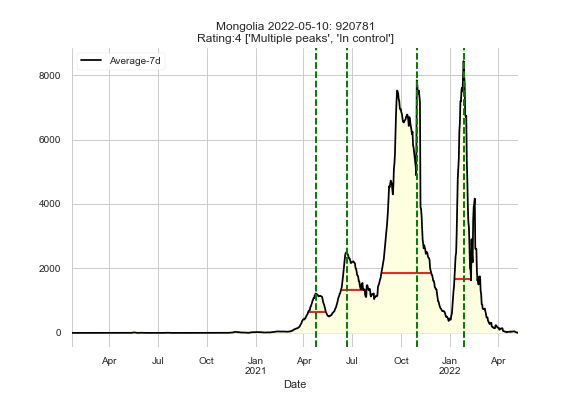 Mongolia 2022-05-10: 920781
Rating:4 ['Multiple peaks', 'In control']
Average-7d
8000
6000
4000
2000
0
Apr
Jul
Oct
Jan
2021
Apr
Jul
Oct
Jan
2022
Apr
Date